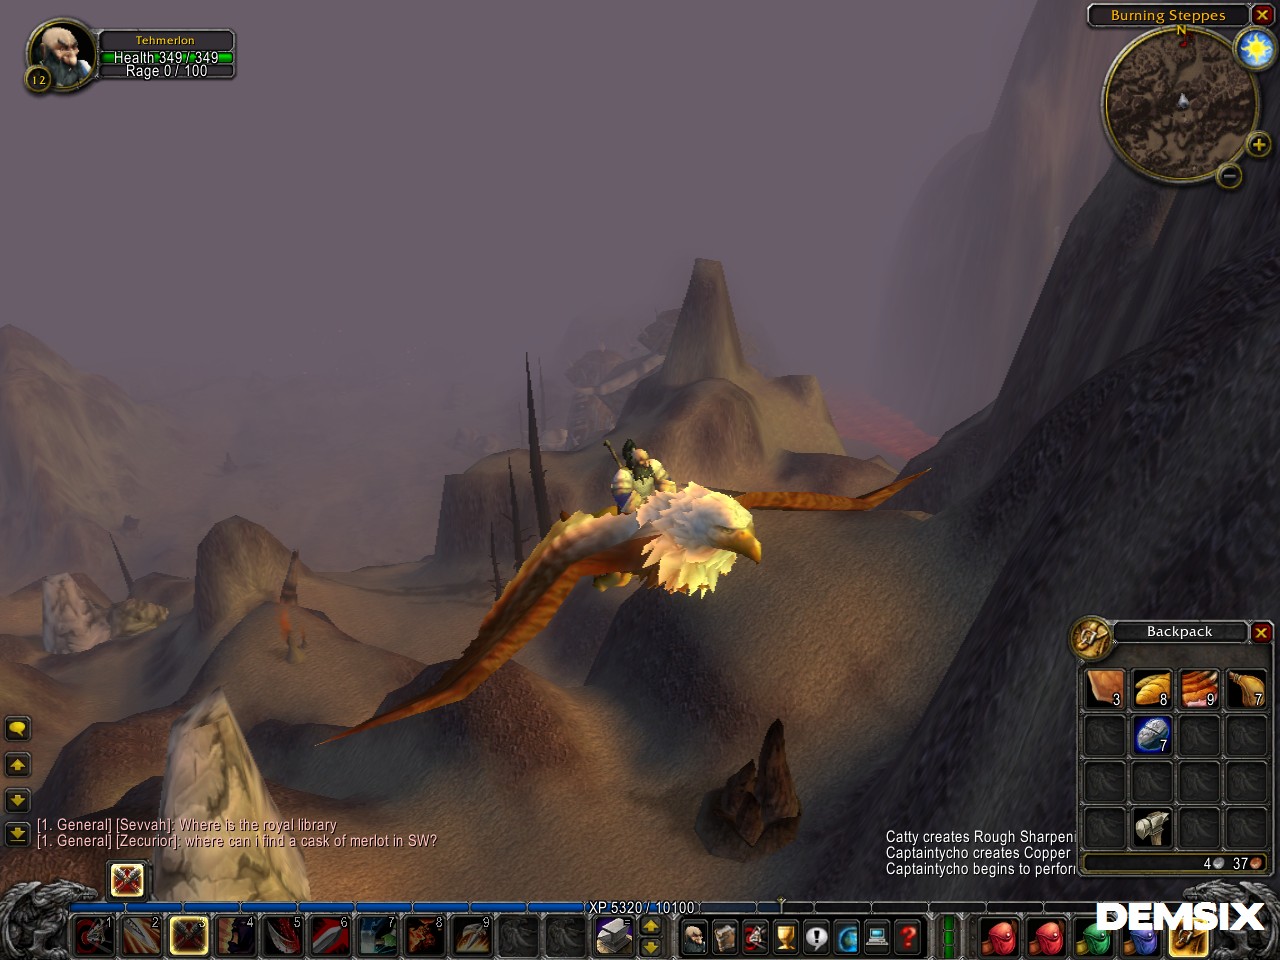 Burning Steppes
N
Tehmerlon
Health 349 / 349
Rage 0 / 100
12
Backpack
3 8 9 7
7
[1. General] [Sevvah]: Where is the royal library
[1. General] [Zecurior]: where can i find a cask of merlot in SW?
Catty creates Rough Sharpeni
Captaintycho creates Copper
Captaintycho begins to perfor
4 37
XP 5320 / 10100
1 2 3 4 5 6 7 8 9
DEMSIX